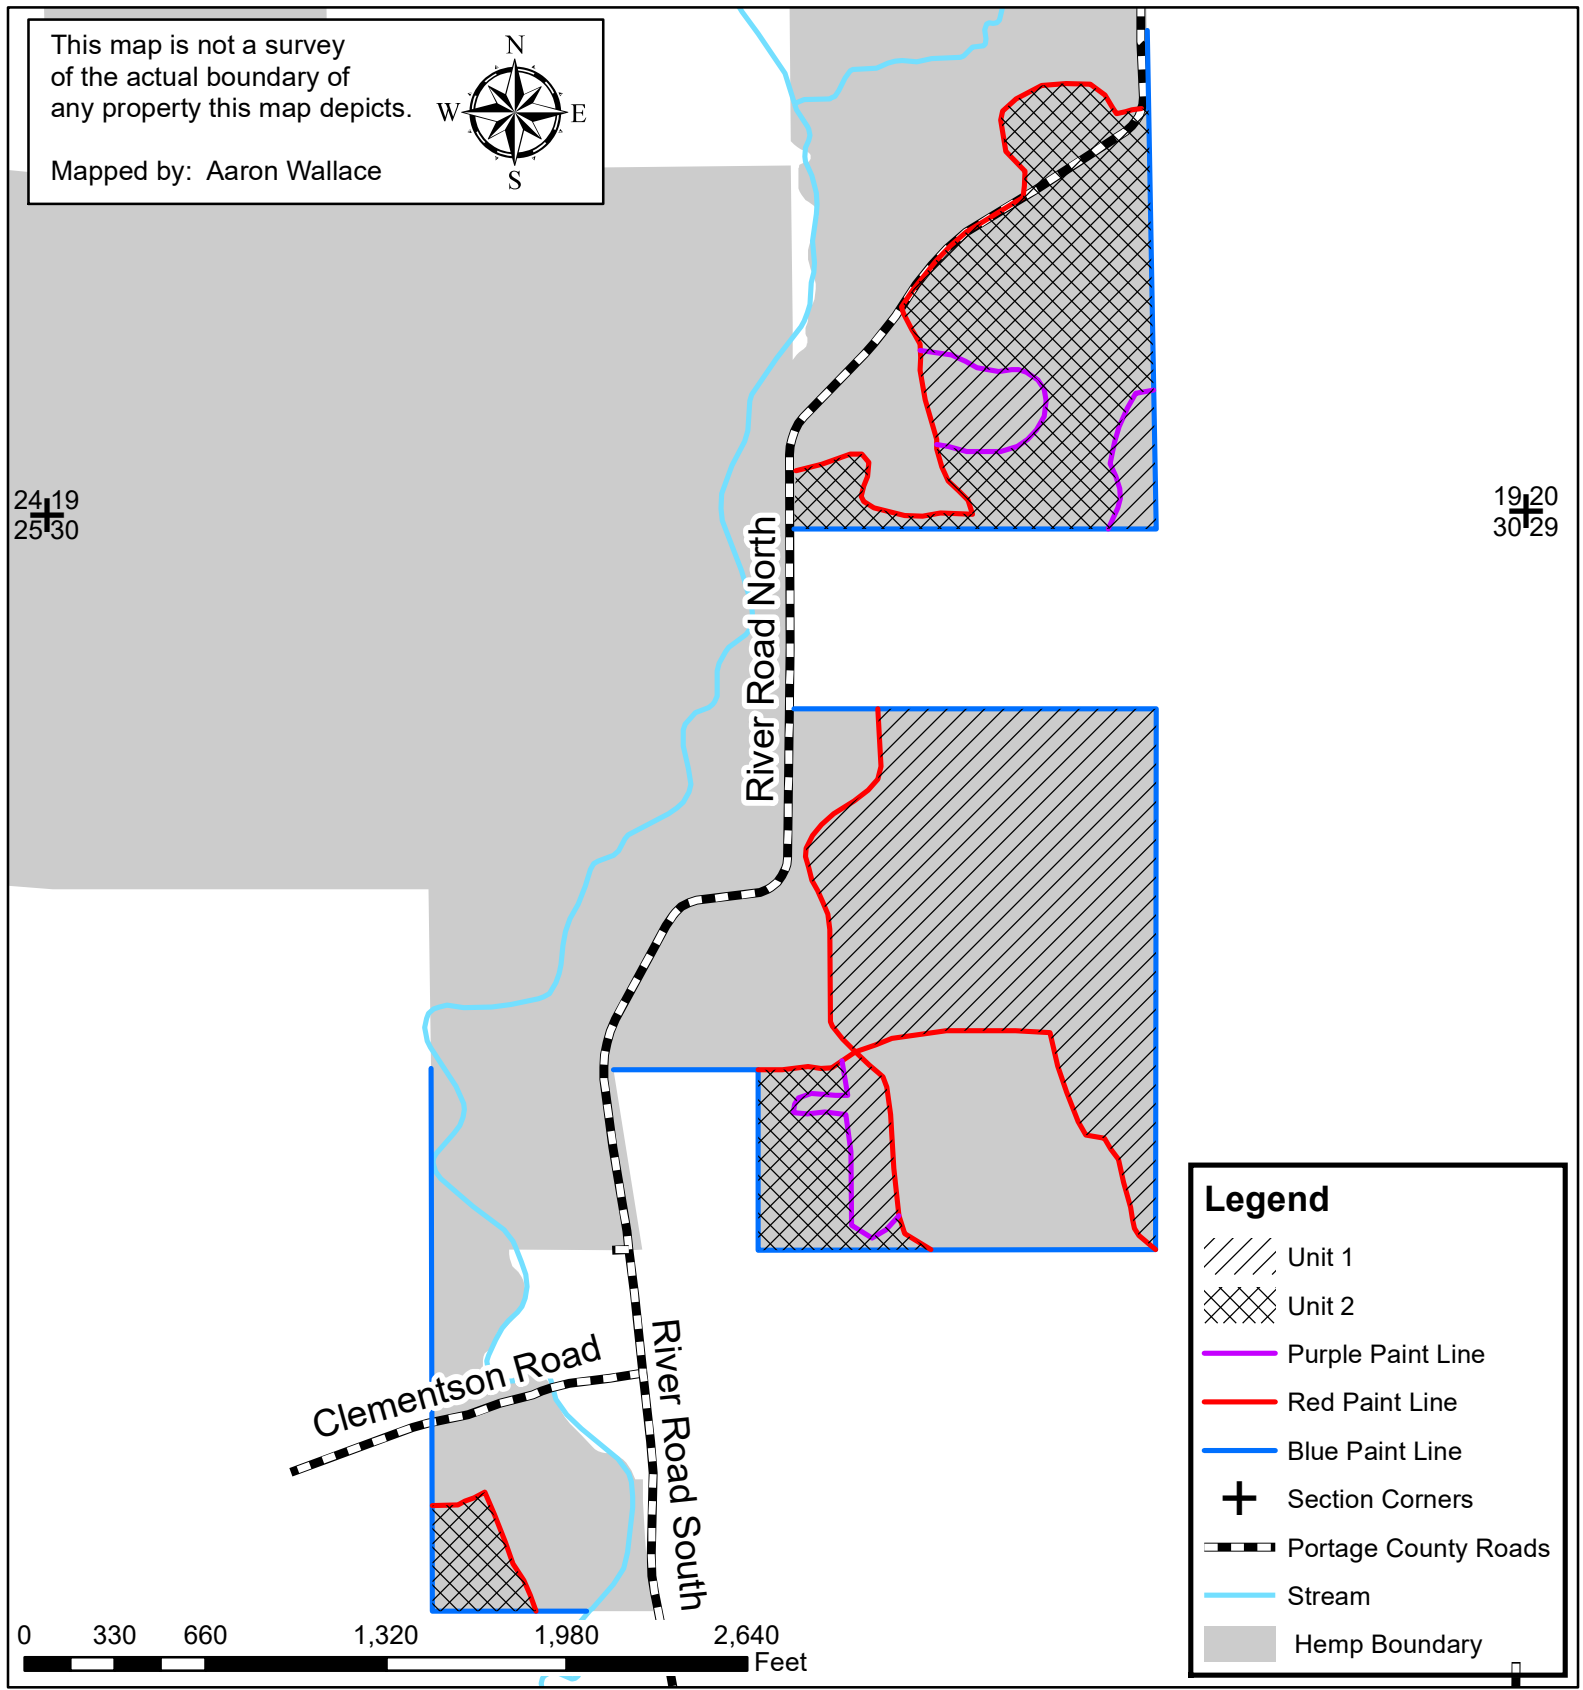 This map is not a survey
of the actual boundary of
any property this map depicts.
Mapped by: Aaron Wallace
N
W E
S
24 19
25 30
19 20
30 29
River Road North
Clementson Road
River Road South
Legend
Unit 1
Unit 2
Purple Paint Line
Red Paint Line
Blue Paint Line
Section Corners
Portage County Roads
Stream
Hemp Boundary
0 330 660 1,320 1,980 2,640
Feet